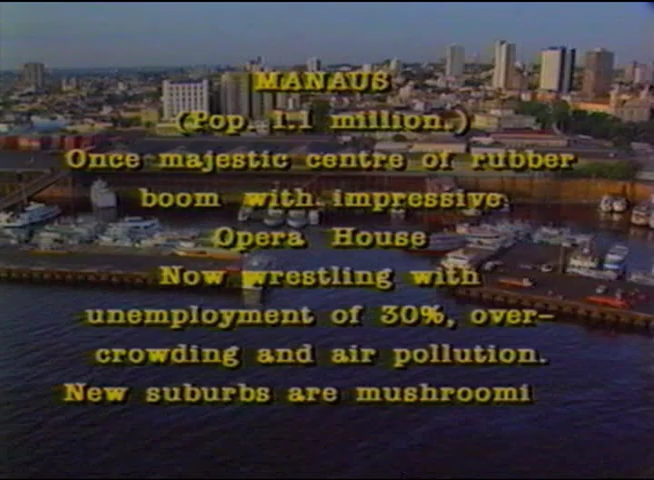 MANAUS
(Pop. 1.1 million.)
Once majestic centre of rubber
boom with impressive
Opera House
Now wrestling with
unemployment of 30%, over-
crowding and air pollution.
New suburbs are mushroomi